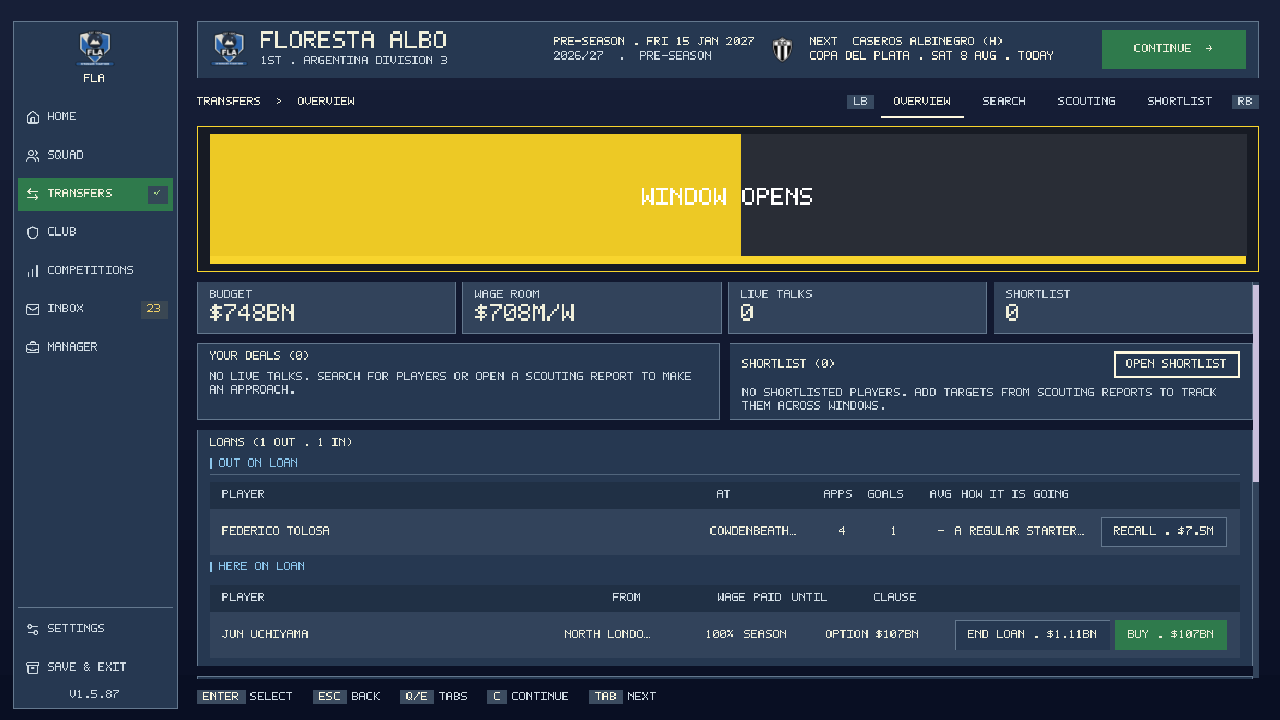 FLA
FLA
HOME
SQUAD
TRANSFERS
CLUB
COMPETITIONS
INBOX 23
MANAGER
SETTINGS
SAVE & EXIT
V1.5.87
FLA
FLORESTA ALBO
1ST . ARGENTINA DIVISION 3
PRE-SEASON . FRI 15 JAN 2027
2026/27 . PRE-SEASON
NEXT CASEROS ALBINEGRO (H)
COPA DEL PLATA . SAT 8 AUG . TODAY
CONTINUE →
TRANSFERS > OVERVIEW
LB OVERVIEW SEARCH SCOUTING SHORTLIST RB
WINDOW OPENS
BUDGET
$748BN
WAGE ROOM
$708M/W
LIVE TALKS
0
SHORTLIST
0
YOUR DEALS (0)
NO LIVE TALKS. SEARCH FOR PLAYERS OR OPEN A SCOUTING REPORT TO MAKE
AN APPROACH.
SHORTLIST (0)
OPEN SHORTLIST
NO SHORTLISTED PLAYERS. ADD TARGETS FROM SCOUTING REPORTS TO TRACK
THEM ACROSS WINDOWS.
LOANS (1 OUT . 1 IN)
OUT ON LOAN
PLAYER AT APPS GOALS AVG HOW IT IS GOING
FEDERICO TOLOSA COWDENBEATH… 4 1 – A REGULAR STARTER… RECALL . $7.5M
HERE ON LOAN
PLAYER FROM WAGE PAID UNTIL CLAUSE
JUN UCHIYAMA NORTH LONDO… 100% SEASON OPTION $107BN END LOAN . $1.11BN BUY . $107BN
ENTER SELECT ESC BACK Q/E TABS C CONTINUE TAB NEXT